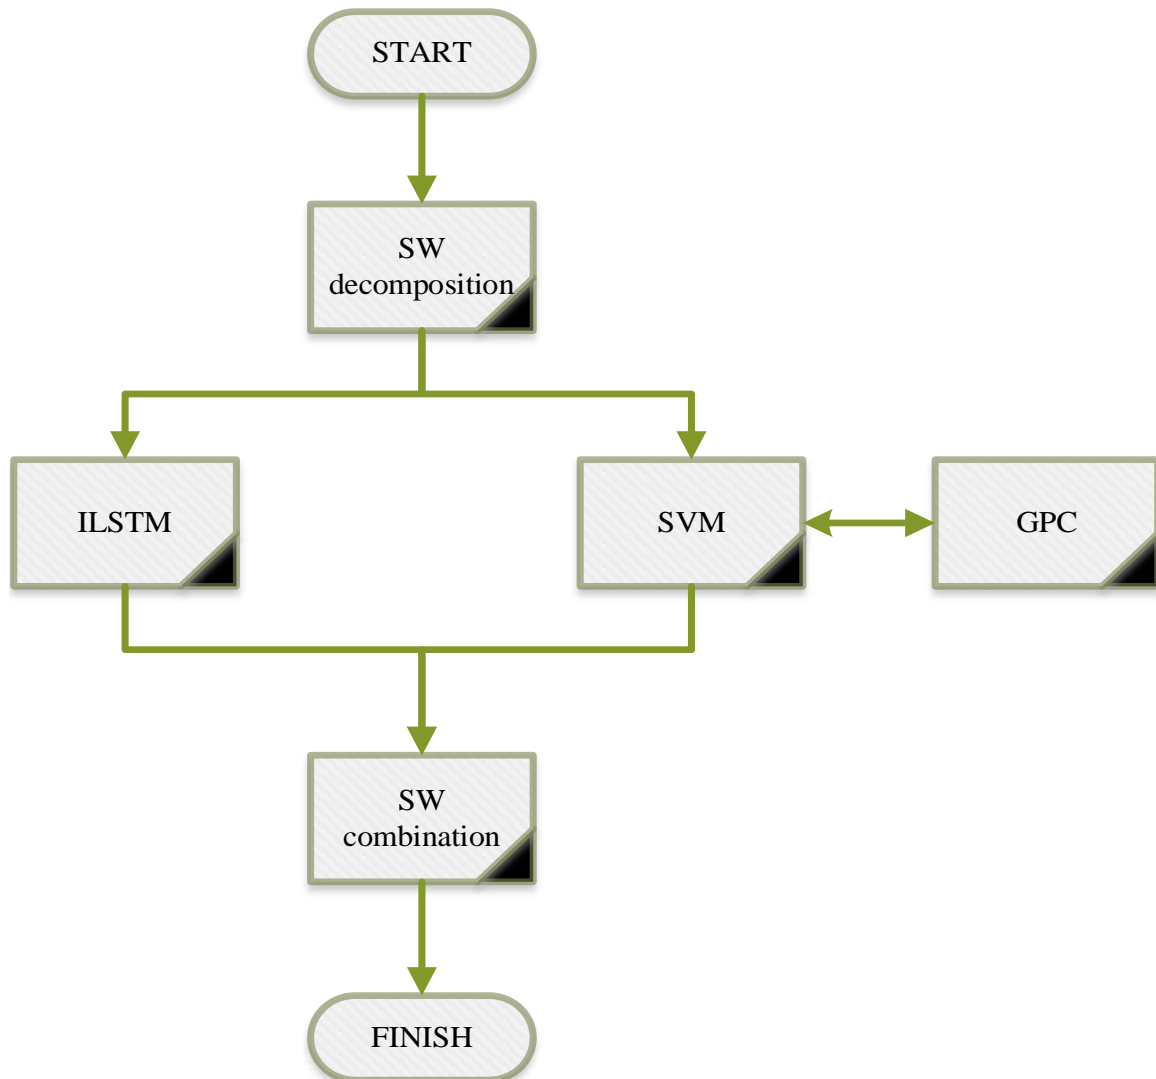 START
SW
decomposition
ILSTM
SVM
GPC
SW
combination
FINISH